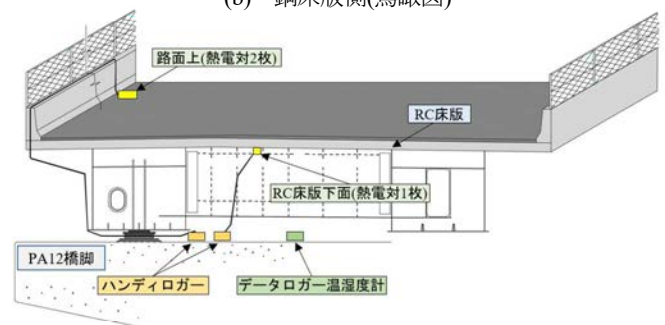 (b) 鋼床版側(鳥瞰図)
路面上(熱電対2枚)
RC床版
RC床版下面(熱電対1枚)
PA12橋脚
ハンディロガー
データロガー温湿度計